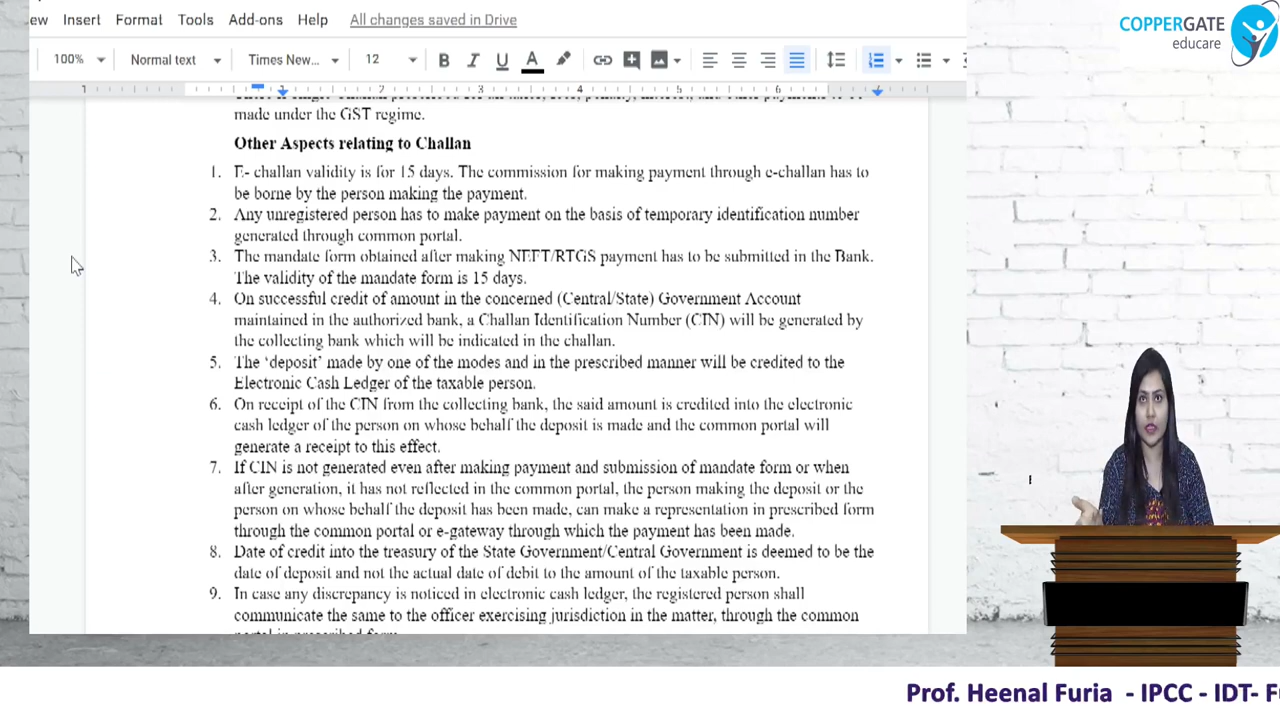 ew Insert Format Tools Add-ons Help All changes saved in Drive
COPPERGATE
educare
100% Normal text Times New... 12 B I U A
1 1 2 3 4 5 6 7
made under the GST regime.
Other Aspects relating to Challan
1. E- challan validity is for 15 days. The commission for making payment through e-challan has to
be borne by the person making the payment.
2. Any unregistered person has to make payment on the basis of temporary identification number
generated through common portal.
3. The mandate form obtained after making NEFT/RTGS payment has to be submitted in the Bank.
The validity of the mandate form is 15 days.
4. On successful credit of amount in the concerned (Central/State) Government Account
maintained in the authorized bank, a Challan Identification Number (CIN) will be generated by
the collecting bank which will be indicated in the challan.
5. The ‘deposit’ made by one of the modes and in the prescribed manner will be credited to the
Electronic Cash Ledger of the taxable person.
6. On receipt of the CIN from the collecting bank, the said amount is credited into the electronic
cash ledger of the person on whose behalf the deposit is made and the common portal will
generate a receipt to this effect.
7. If CIN is not generated even after making payment and submission of mandate form or when
after generation, it has not reflected in the common portal, the person making the deposit or the
person on whose behalf the deposit has been made, can make a representation in prescribed form
through the common portal or e-gateway through which the payment has been made.
8. Date of credit into the treasury of the State Government/Central Government is deemed to be the
date of deposit and not the actual date of debit to the amount of the taxable person.
9. In case any discrepancy is noticed in electronic cash ledger, the registered person shall
communicate the same to the officer exercising jurisdiction in the matter, through the common
Prof. Heenal Furia - IPCC - IDT- F